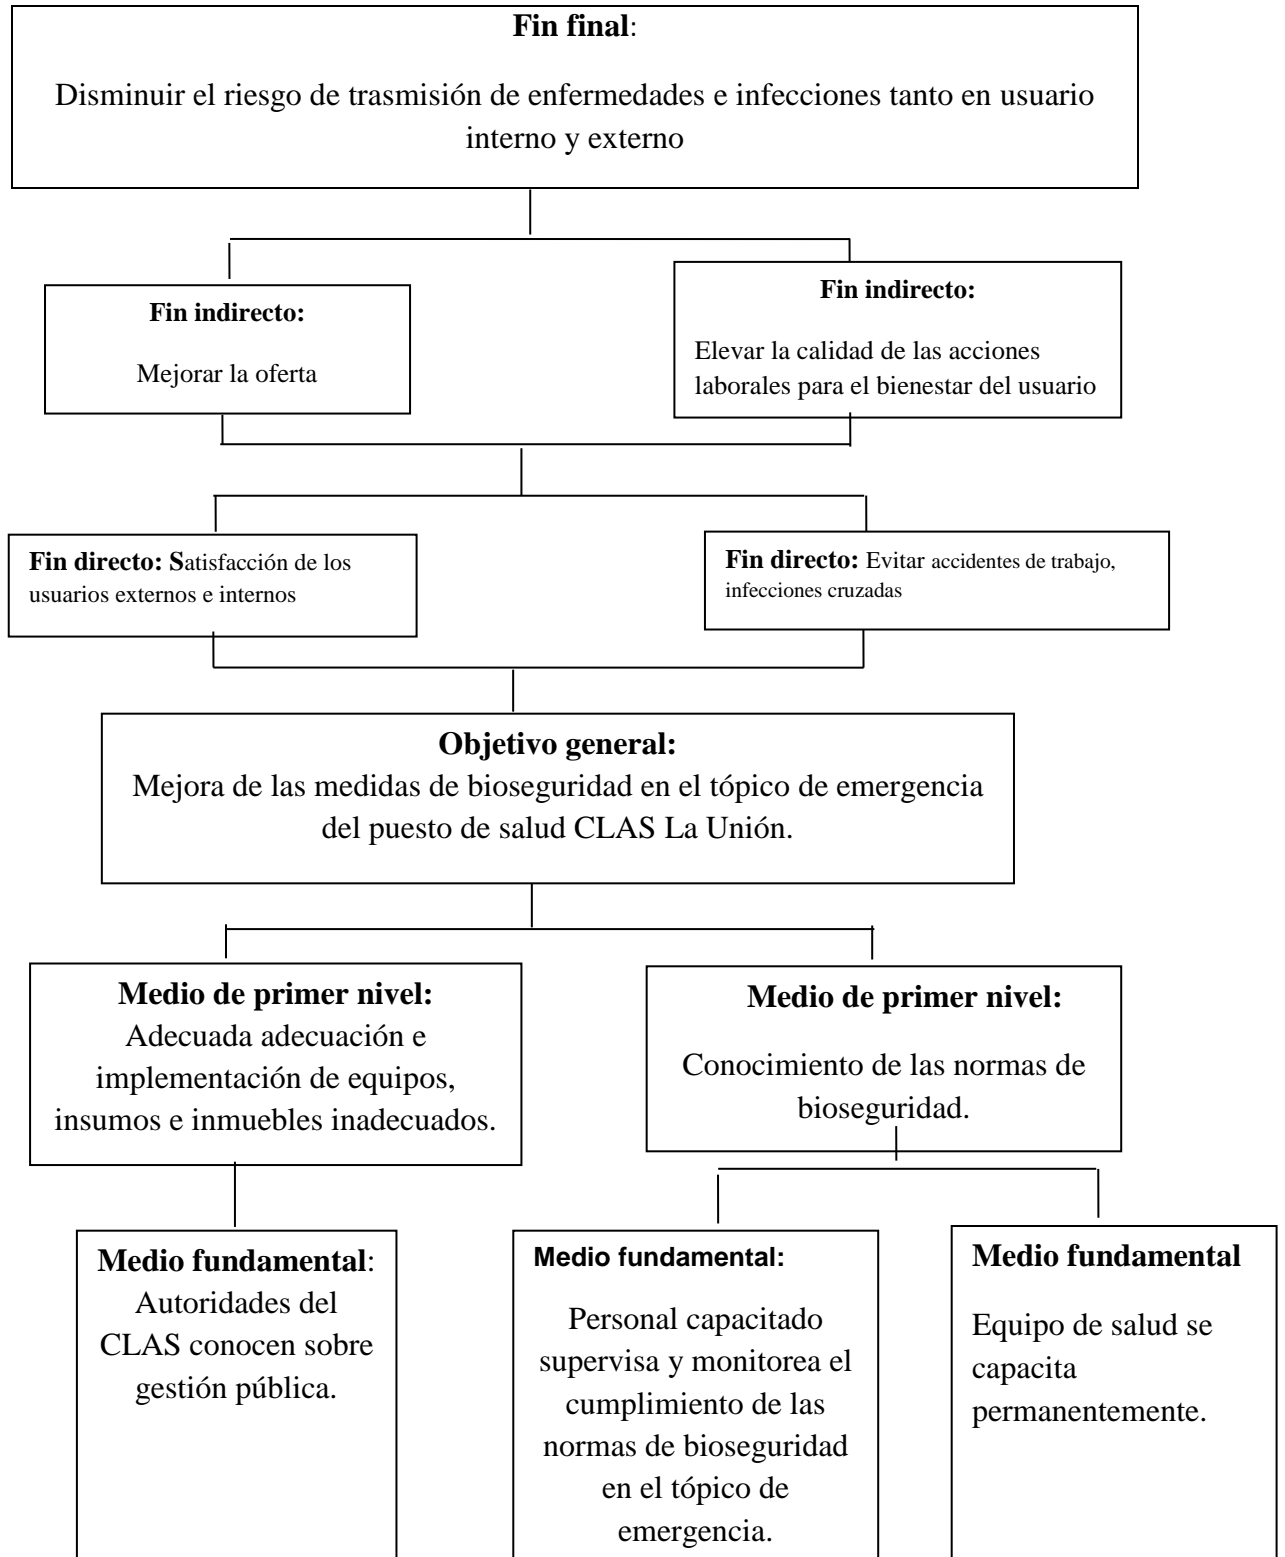 Fin final:
Disminuir el riesgo de trasmisión de enfermedades e infecciones tanto en usuario
interno y externo
Fin indirecto:
Mejorar la oferta
Fin indirecto:
Elevar la calidad de las acciones
laborales para el bienestar del usuario
Fin directo: Satisfacción de los
usuarios externos e internos
Fin directo: Evitar accidentes de trabajo,
infecciones cruzadas
Objetivo general:
Mejora de las medidas de bioseguridad en el tópico de emergencia
del puesto de salud CLAS La Unión.
Medio de primer nivel:
Adecuada adecuación e
implementación de equipos,
insumos e inmuebles inadecuados.
Medio de primer nivel:
Conocimiento de las normas de
bioseguridad.
Medio fundamental:
Autoridades del
CLAS conocen sobre
gestión pública.
Medio fundamental:
Personal capacitado
supervisa y monitorea el
cumplimiento de las
normas de bioseguridad
en el tópico de
emergencia.
Medio fundamental
Equipo de salud se
capacita
permanentemente.